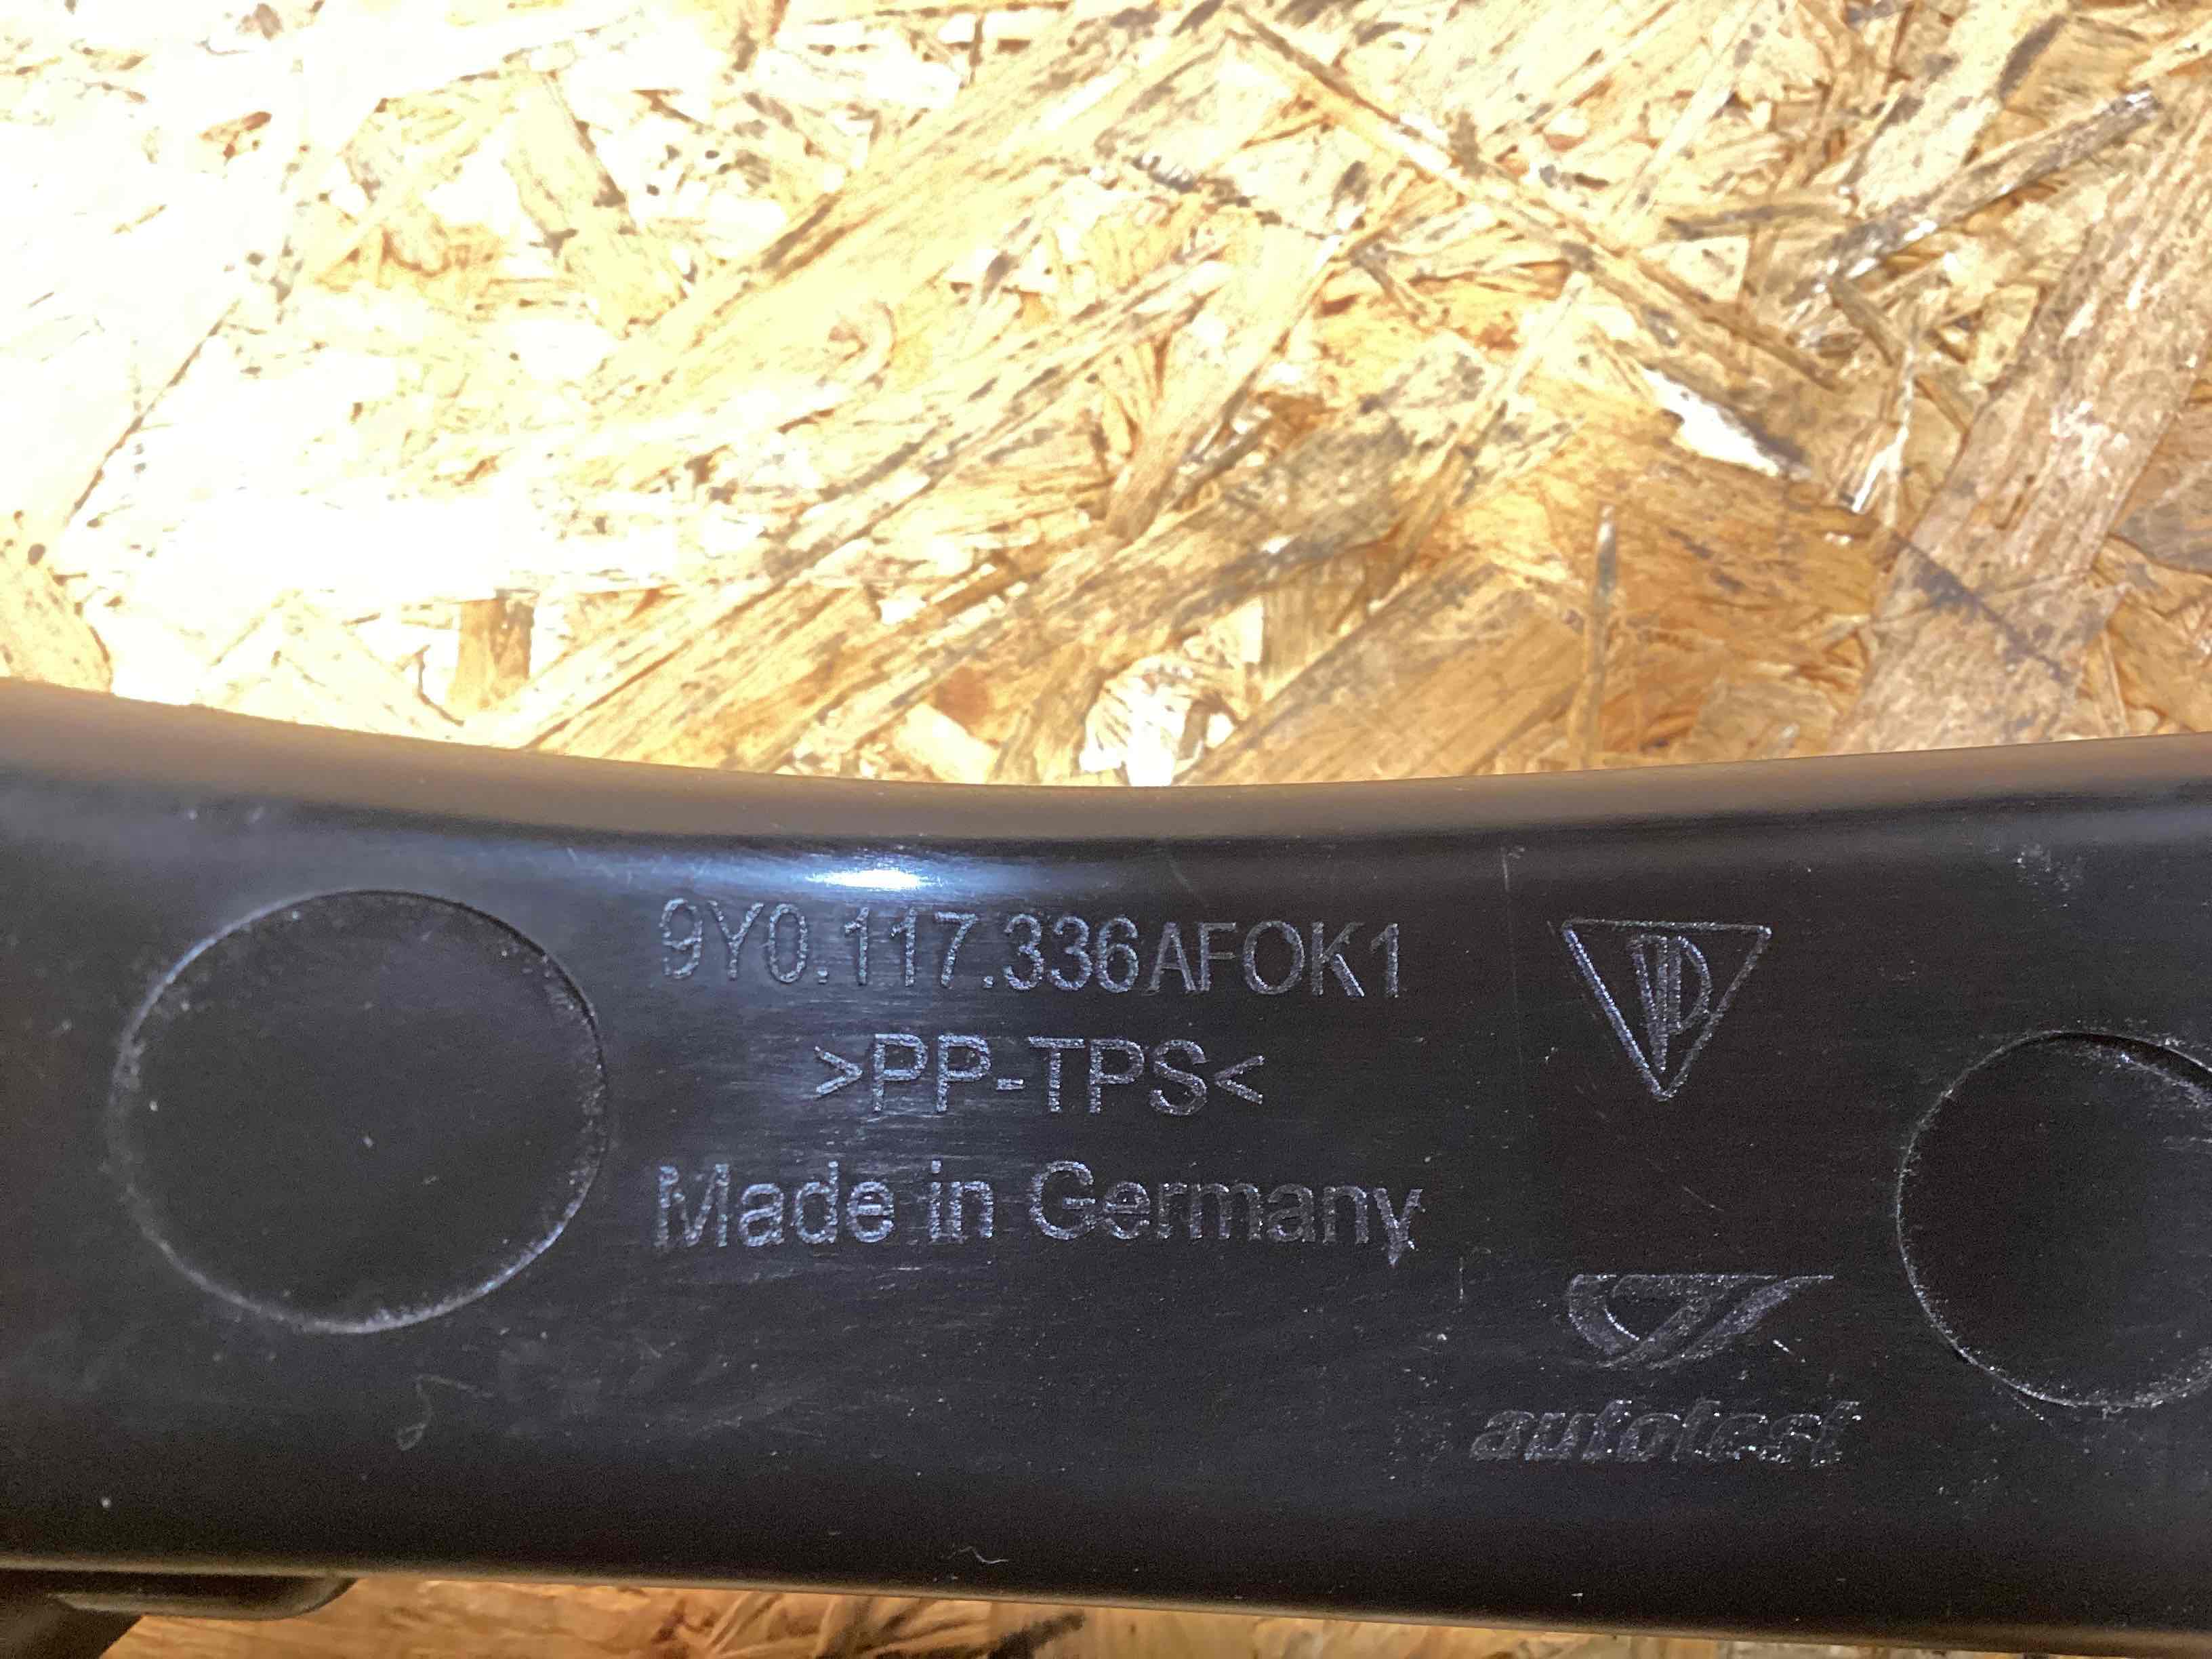 9Y0.117.336AFOK1
>PP-TPS<
Made in Germany
autotest